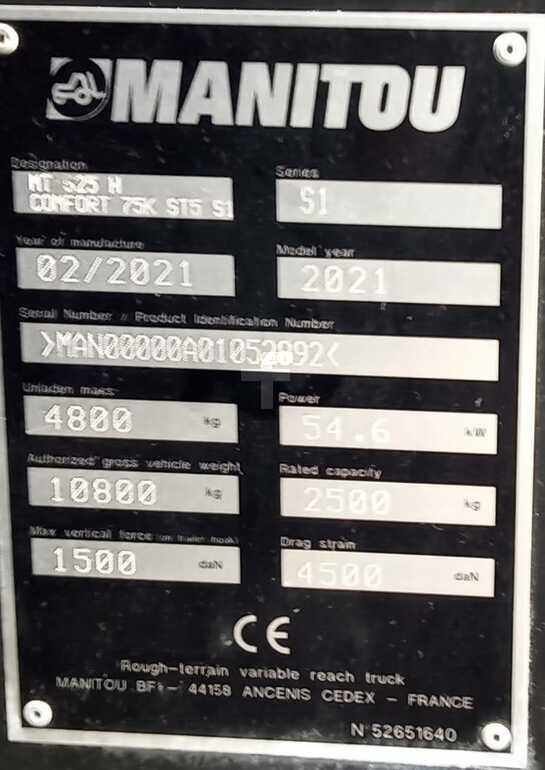 MANITOU
Designation
MT 625 H
COMFORT 75K ST5 S1
Series
S1
Year of manufacture
02/2021
Model year
2021
Serial Number / Product Identification Number
>MAN00000A01052892<
Unladen mass
4800 kg
Power
54.6 kW
Authorized gross vehicle weight
10800 kg
Rated capacity
2500 kg
Max vertical force (on trailer hook)
1500 daN
Drag strain
4500 daN
CE
Rough-terrain variable reach truck
MANITOU BF - 44158 ANCENIS CEDEX - FRANCE
N°52651640